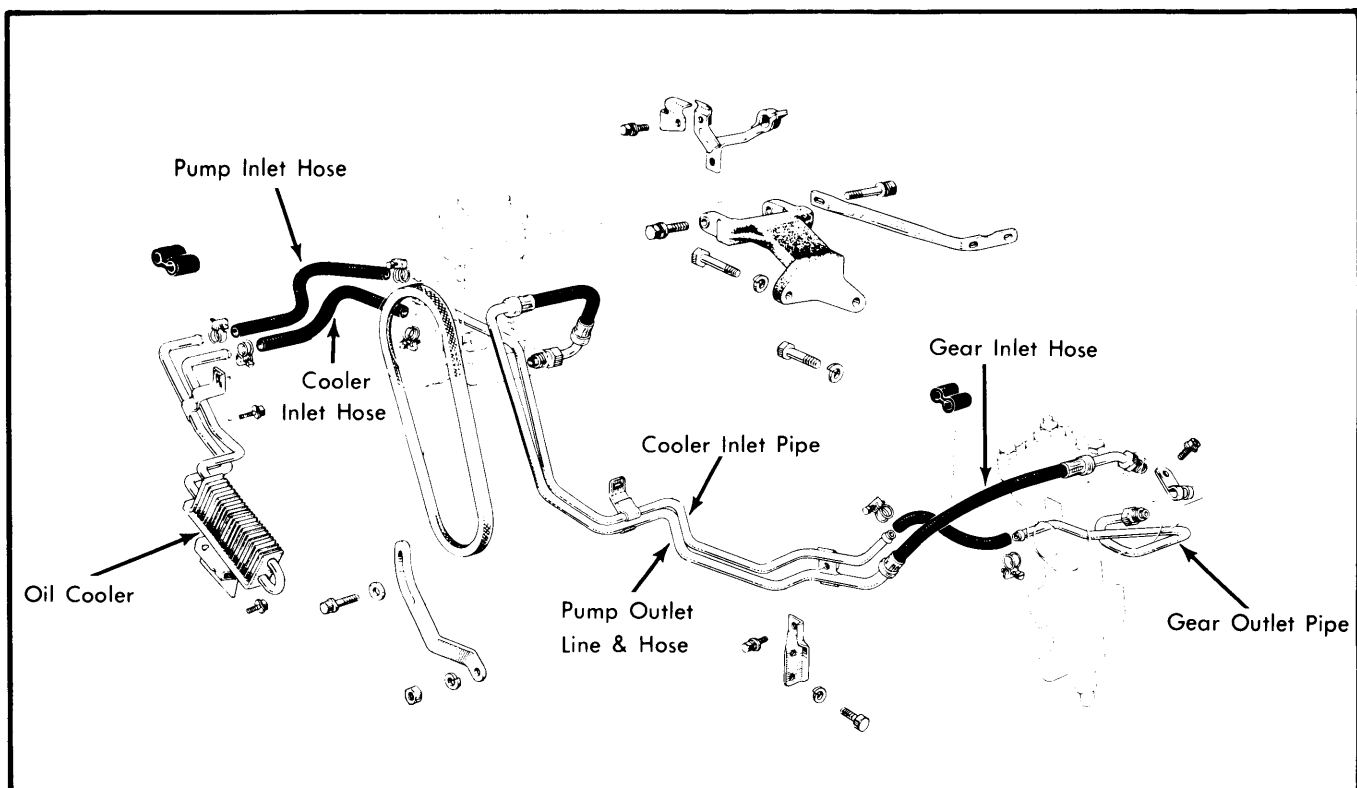 Pump Inlet Hose
Cooler
Inlet Hose
Gear Inlet Hose
Cooler Inlet Pipe
Oil Cooler
Pump Outlet
Line & Hose
Gear Outlet Pipe